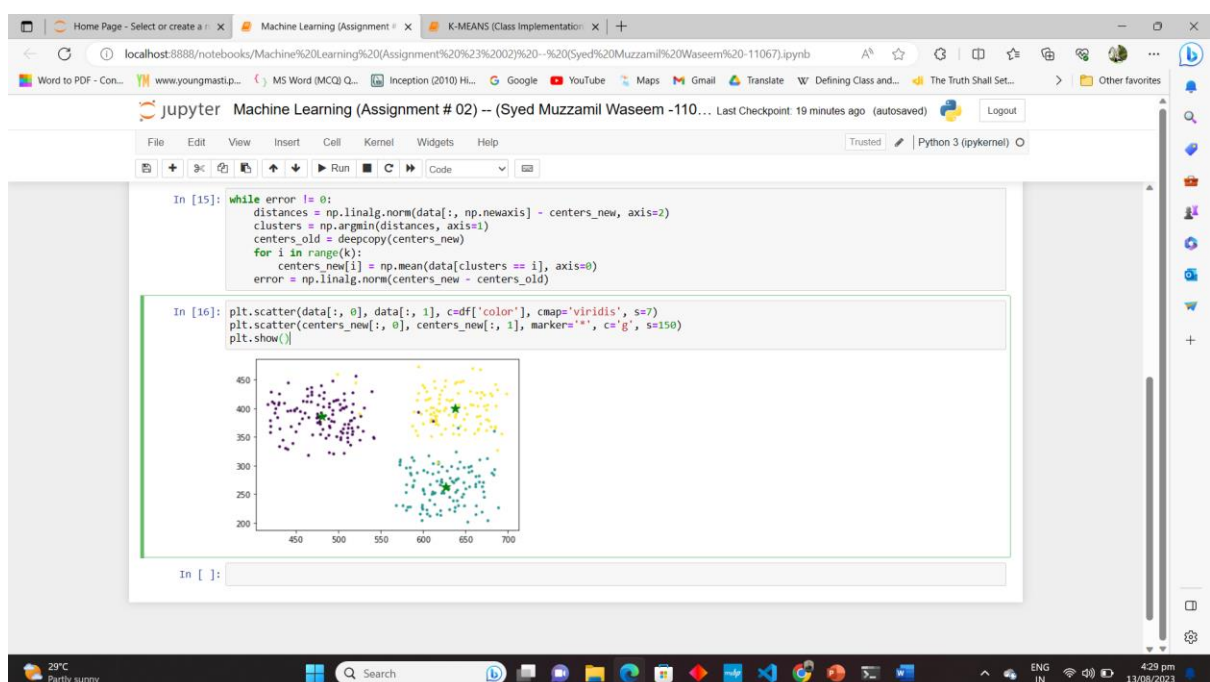 Home Page - Select or create a n
Machine Learning (Assignment #
K-MEANS (Class Implementation
localhost:8888/notebooks/Machine%20Learning%20(Assignment%20%23%2002)%20--%20(Syed%20Muzzamil%20Waseem%20-11067).ipynb
Word to PDF - Con...
www.youngmasti.p...
MS Word (MCQ) Q...
Inception (2010) Hi...
Google
YouTube
Maps
Gmail
Translate
Defining Class and...
The Truth Shall Set...
Other favorites
jupyter Machine Learning (Assignment # 02) -- (Syed Muzzamil Waseem -110... Last Checkpoint: 19 minutes ago (autosaved)
Logout
File Edit View Insert Cell Kernel Widgets Help
Trusted
Python 3 (ipykernel)
Run
Code
In [15]: while error != 0:
distances = np.linalg.norm(data[:, np.newaxis] - centers_new, axis=2)
clusters = np.argmin(distances, axis=1)
centers_old = deepcopy(centers_new)
for i in range(k):
centers_new[i] = np.mean(data[clusters == i], axis=0)
error = np.linalg.norm(centers_new - centers_old)
In [16]: plt.scatter(data[:, 0], data[:, 1], c=df['color'], cmap='viridis', s=7)
plt.scatter(centers_new[:, 0], centers_new[:, 1], marker='*', c='g', s=150)
plt.show()
450
400
350
300
250
200
450 500 550 600 650 700
In [ ]:
29°C
Partly sunny
Search
ENG
IN
4:29 pm
13/08/2023